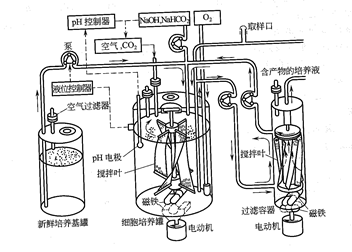 pH 控制器
NaOH,NaHCO₃
O₂
取样口
空气,CO₂
泵
含产物的培养液
液位控制器
空气过滤器
pH 电极
搅拌叶
搅拌叶
磁铁
过滤容器
磁铁
新鲜培养基罐
细胞培养罐
电动机
电动机